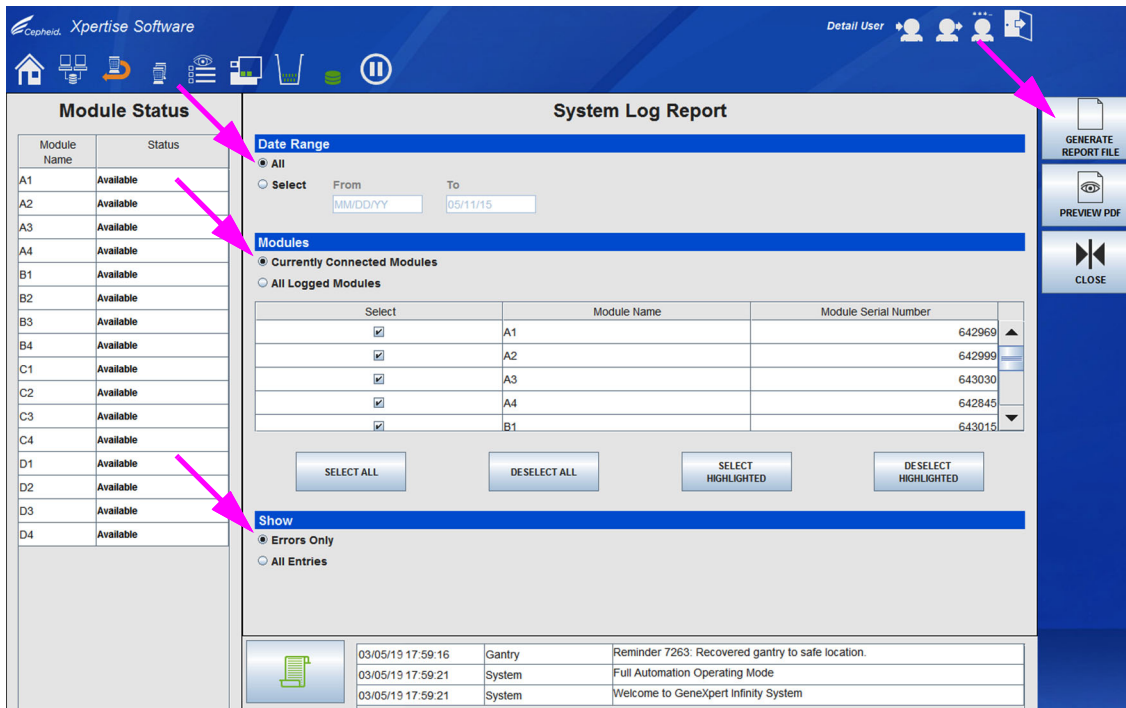 Cepheid. Xpertise Software
Detail User
Module Status
Module Name Status
A1 Available
A2 Available
A3 Available
A4 Available
B1 Available
B2 Available
B3 Available
B4 Available
C1 Available
C2 Available
C3 Available
C4 Available
D1 Available
D2 Available
D3 Available
D4 Available
System Log Report
Date Range
All
Select From To
MM/DD/YY 05/11/15
Modules
Currently Connected Modules
All Logged Modules
Select Module Name Module Serial Number
A1 642969
A2 642999
A3 643030
A4 642845
B1 643015
SELECT ALL
DESELECT ALL
SELECT
HIGHLIGHTED
DESELECT
HIGHLIGHTED
Show
Errors Only
All Entries
03/05/19 17:59:16 Gantry Reminder 7263: Recovered gantry to safe location.
03/05/19 17:59:21 System Full Automation Operating Mode
03/05/19 17:59:21 System Welcome to GeneXpert Infinity System
GENERATE
REPORT FILE
PREVIEW PDF
CLOSE